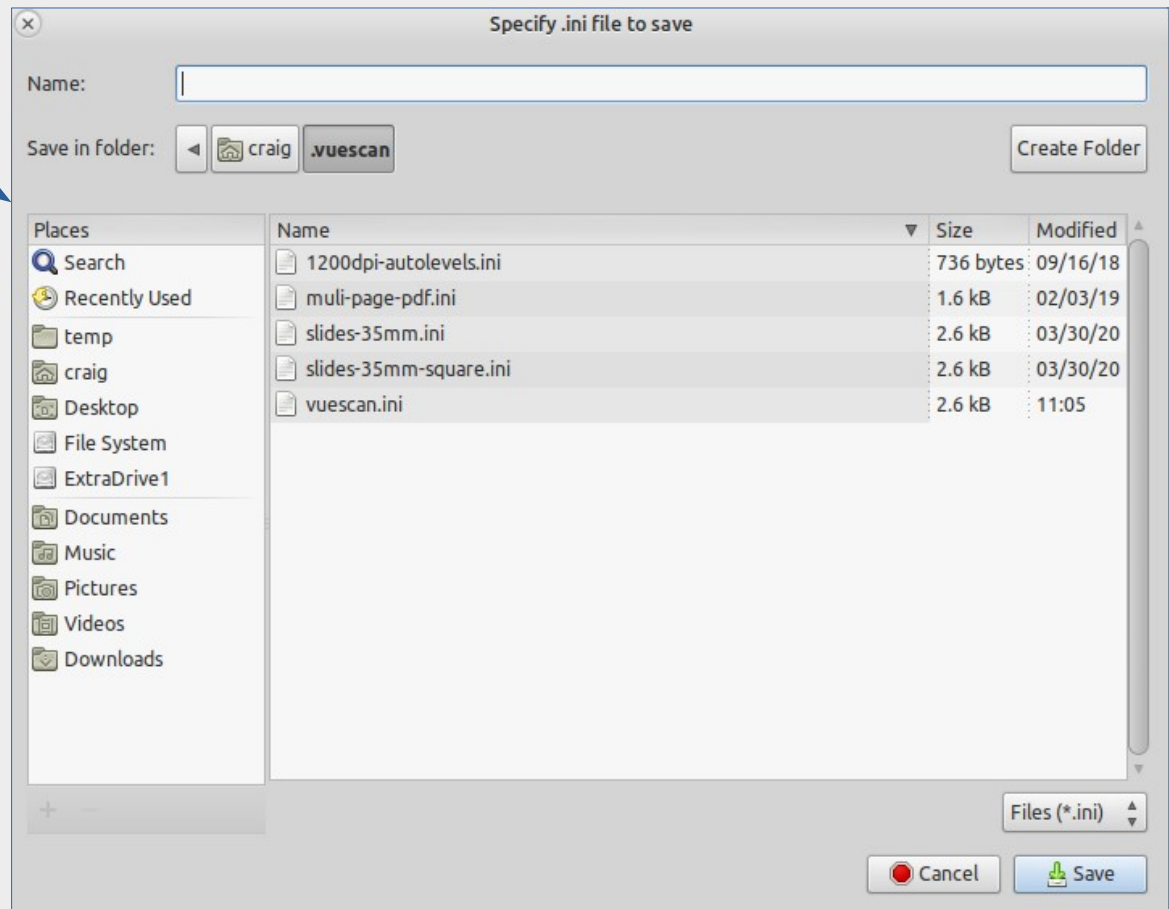 Specify .ini file to save
Name:
Save in folder: craig .vuescan Create Folder
Places
Search
Recently Used
temp
craig
Desktop
File System
ExtraDrive1
Documents
Music
Pictures
Videos
Downloads
Name Size Modified
1200dpi-autolevels.ini 736 bytes 09/16/18
muli-page-pdf.ini 1.6 kB 02/03/19
slides-35mm.ini 2.6 kB 03/30/20
slides-35mm-square.ini 2.6 kB 03/30/20
vuescan.ini 2.6 kB 11:05
Files (*.ini)
Cancel Save